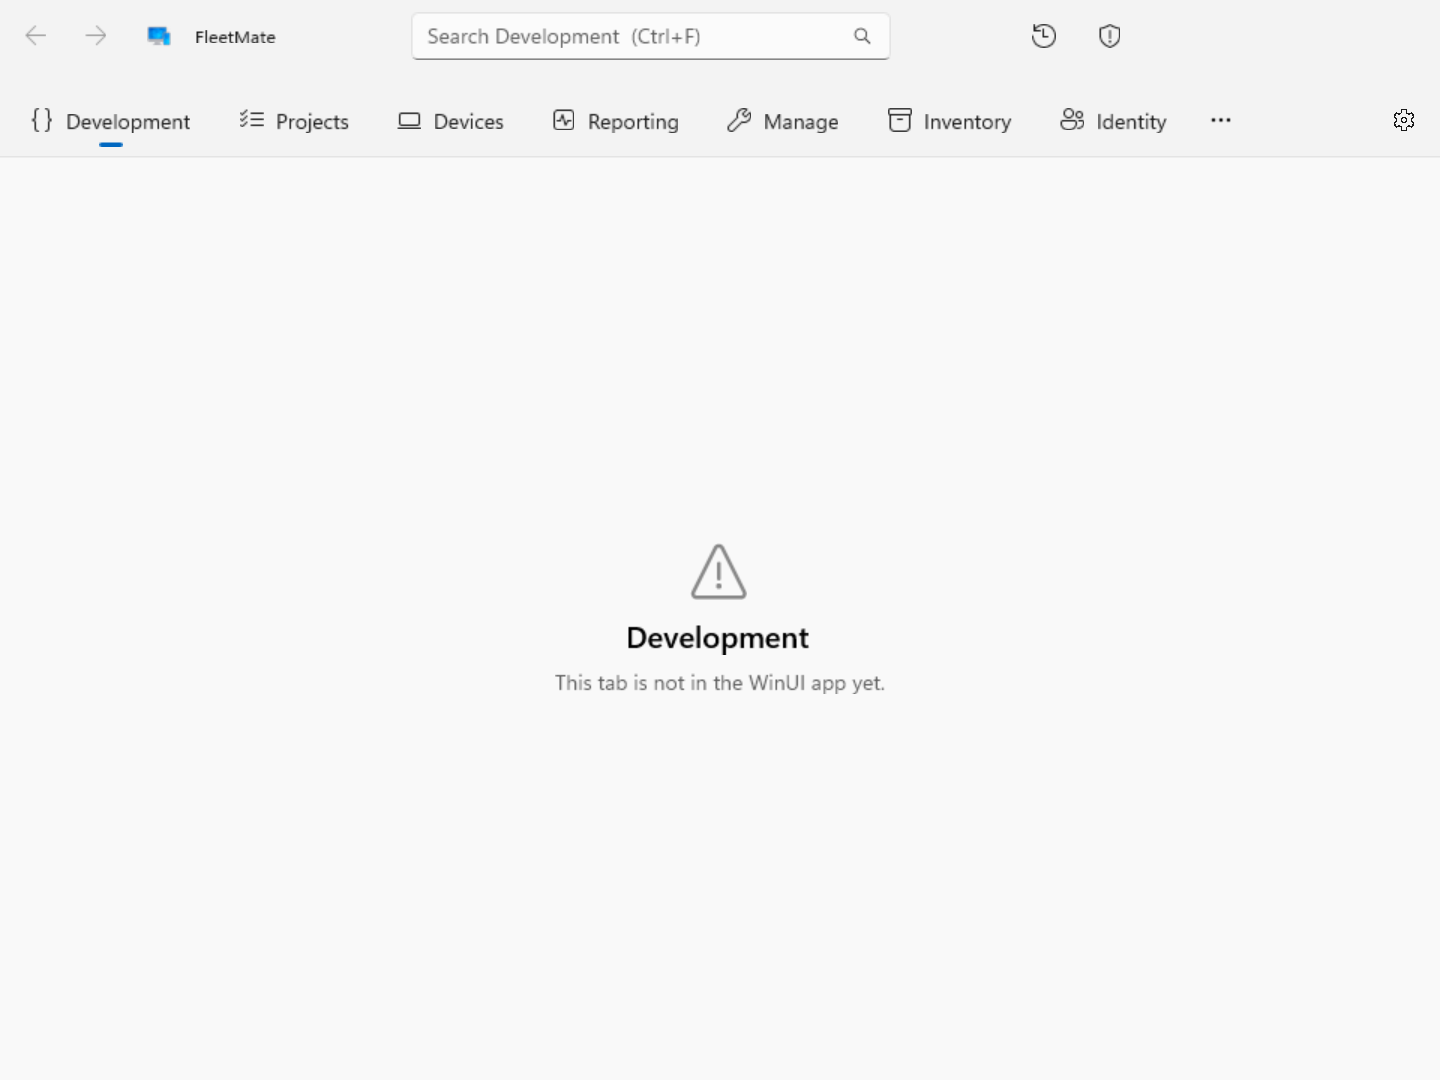 FleetMate
Search Development (Ctrl+F)
Development
Projects
Devices
Reporting
Manage
Inventory
Identity
Development
This tab is not in the WinUI app yet.